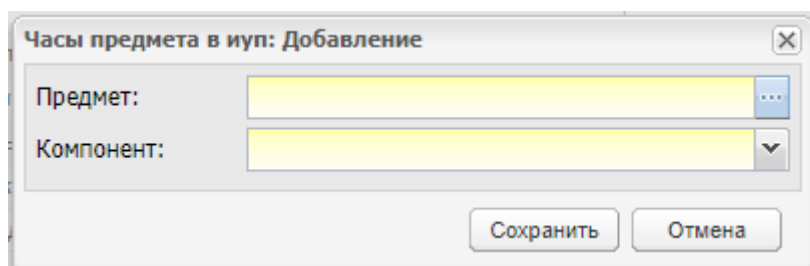 Часы предмета в иуп: Добавление
Предмет:
Компонент:
Сохранить Отмена